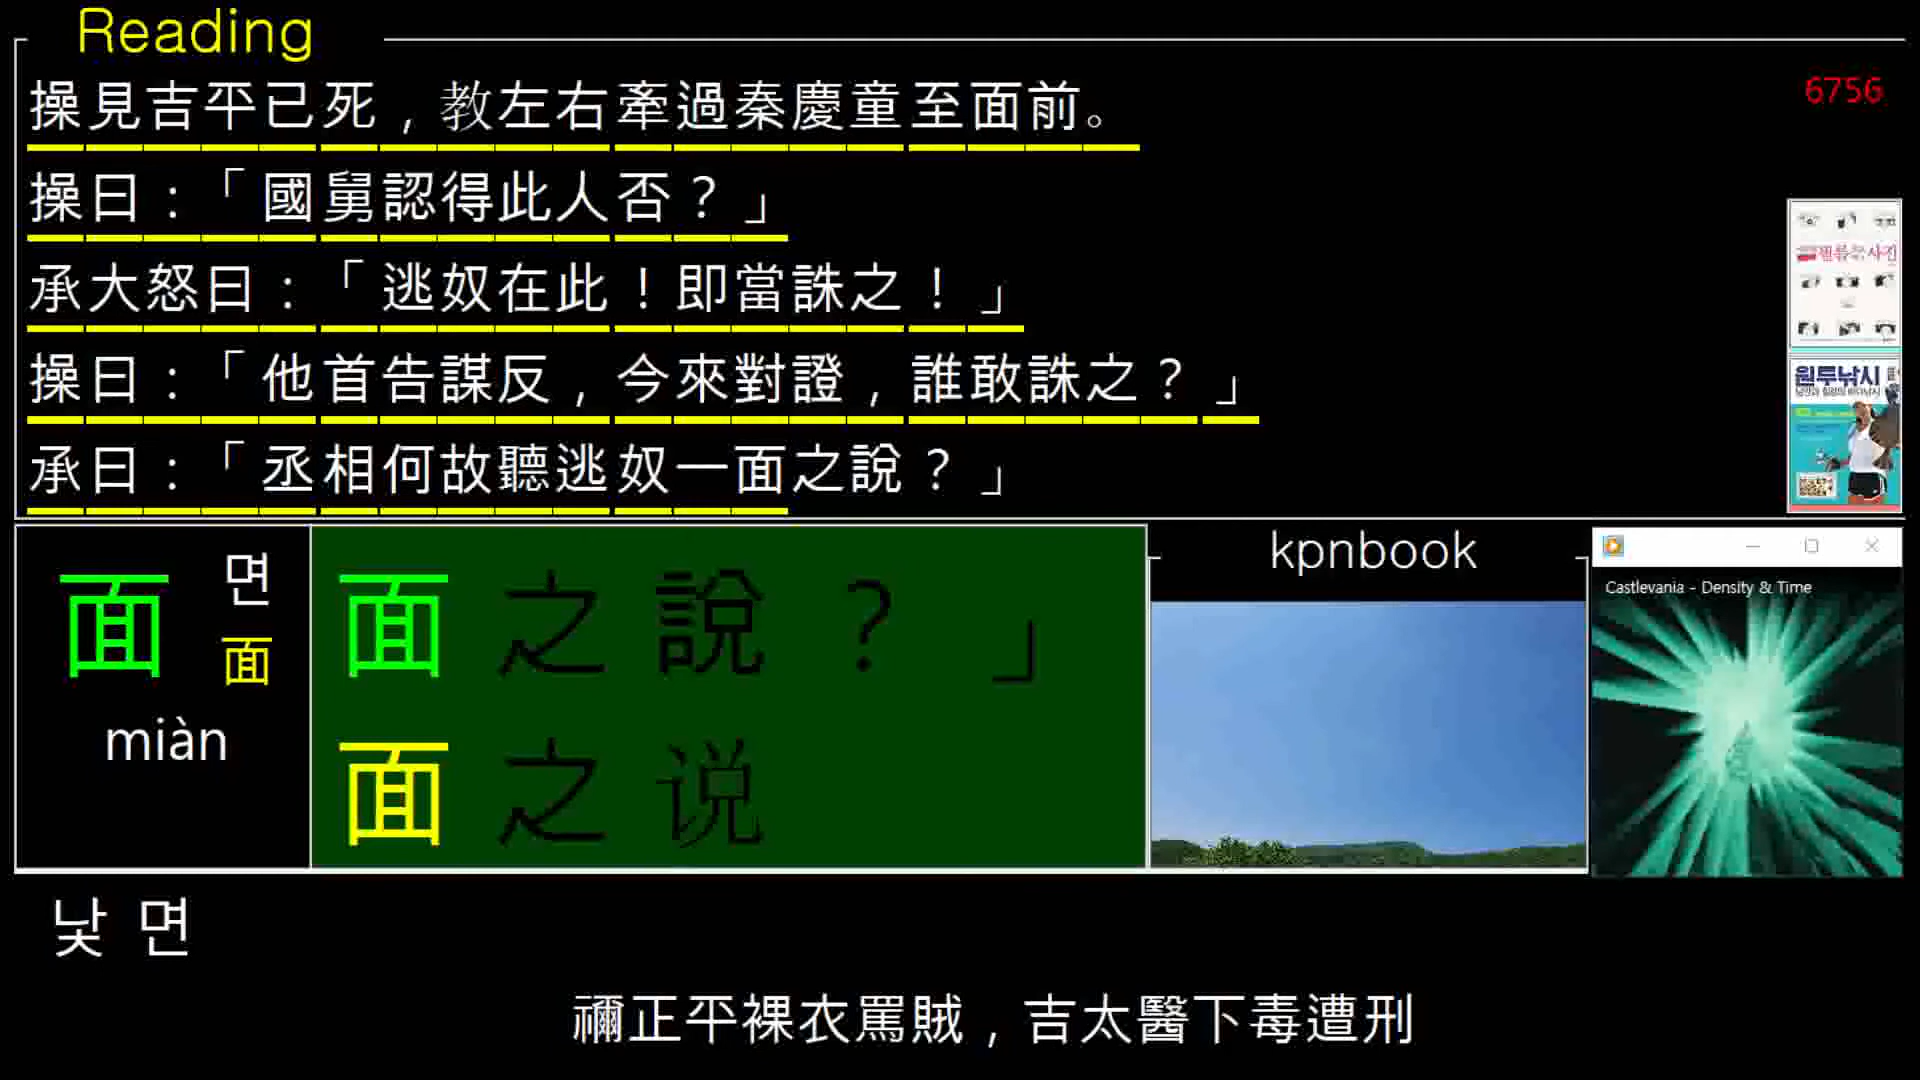 Reading
操見吉平已死，教左右牽過秦慶童至面前。
6756
操曰：「國舅認得此人否？」
承大怒曰：「逃奴在此！即當誅之！」
操曰：「他首告謀反，今來對證，誰敢誅之？」
承曰：「丞相何故聽逃奴一面之說？」
원투낚시
面 면
面
miàn
面之說？」
面之说
kpnbook
Castlevania - Density & Time
낯 면
禰正平裸衣罵賊，吉太醫下毒遭刑